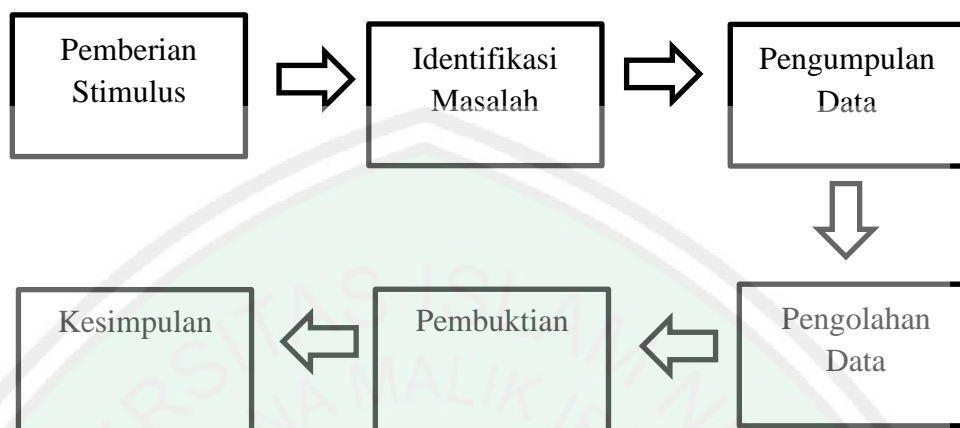 Pemberian
Stimulus
Identifikasi
Masalah
Pengumpulan
Data
Pengolahan
Data
Pembuktian
Kesimpulan